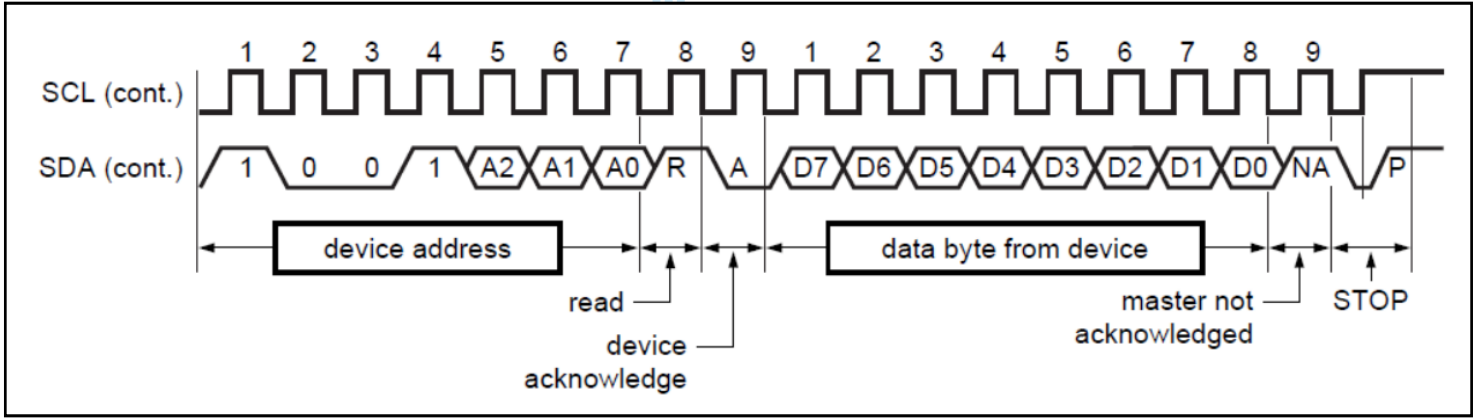 1 2 3 4 5 6 7 8 9 1 2 3 4 5 6 7 8 9
SCL (cont.)
SDA (cont.) 1 0 0 1 A2 A1 A0 R A D7 D6 D5 D4 D3 D2 D1 D0 NA P
device address data byte from device
read master not STOP
acknowledged
device
acknowledge